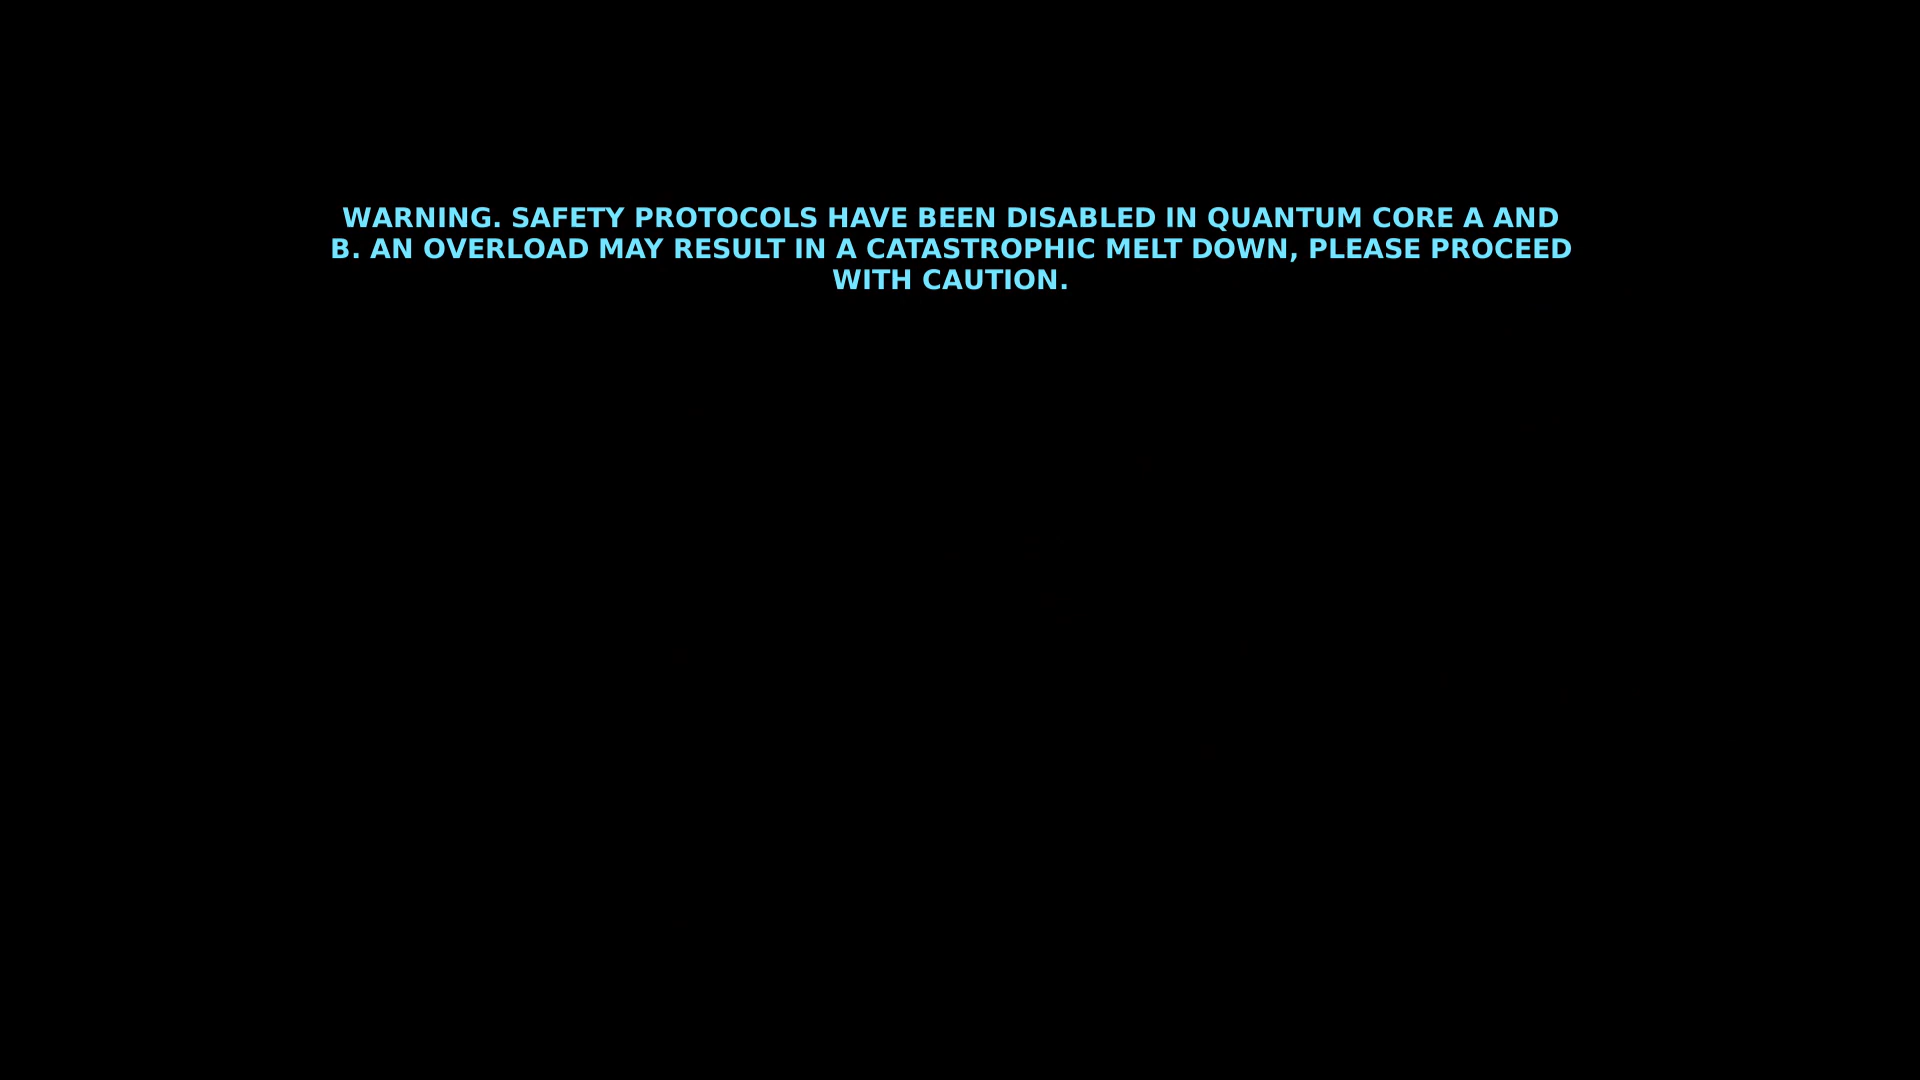 WARNING. SAFETY PROTOCOLS HAVE BEEN DISABLED IN QUANTUM CORE A AND
B. AN OVERLOAD MAY RESULT IN A CATASTROPHIC MELT DOWN, PLEASE PROCEED
WITH CAUTION.